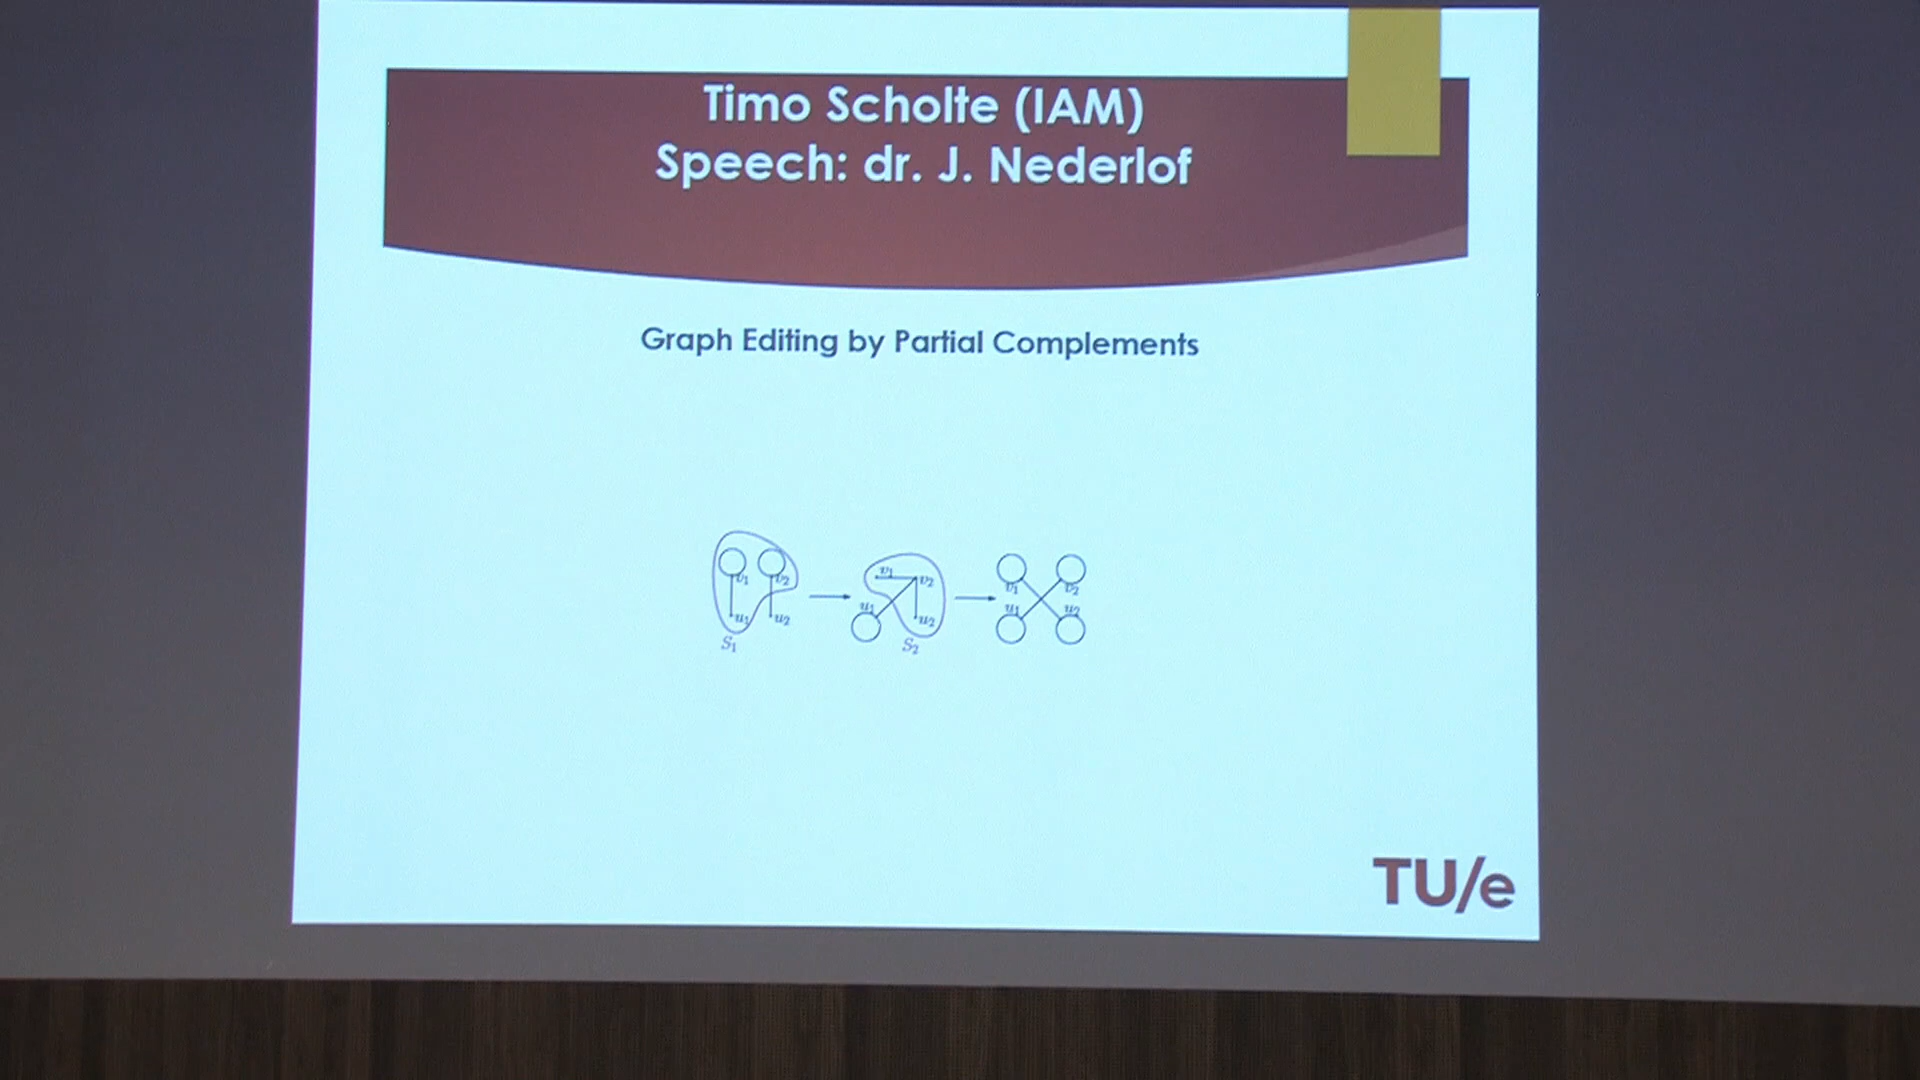 Timo Scholte (IAM)
Speech: dr. J. Nederlof
Graph Editing by Partial Complements
v1 v2 u1 u2 S1
v1 v2 u1 u2 S2
v1 v2 u1 u2
TU/e